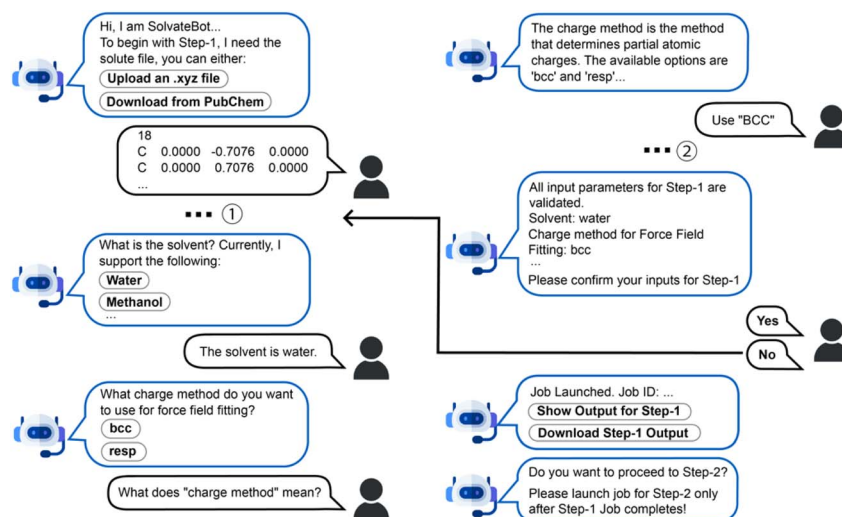 Hi, I am SolvateBot...
To begin with Step-1, I need the
solute file, you can either:
Upload an .xyz file
Download from PubChem
18
C 0.0000 -0.7076 0.0000
C 0.0000 0.7076 0.0000
...
... 1
What is the solvent? Currently, I
support the following:
Water
Methanol
...
The solvent is water.
What charge method do you want
to use for force field fitting?
bcc
resp
What does "charge method" mean?
The charge method is the method
that determines partial atomic
charges. The available options are
'bcc' and 'resp'...
Use "BCC"
... 2
All input parameters for Step-1 are
validated.
Solvent: water
Charge method for Force Field
Fitting: bcc
...
Please confirm your inputs for Step-1
Yes
No
Job Launched. Job ID: ...
Show Output for Step-1
Download Step-1 Output
Do you want to proceed to Step-2?
Please launch job for Step-2 only
after Step-1 Job completes!